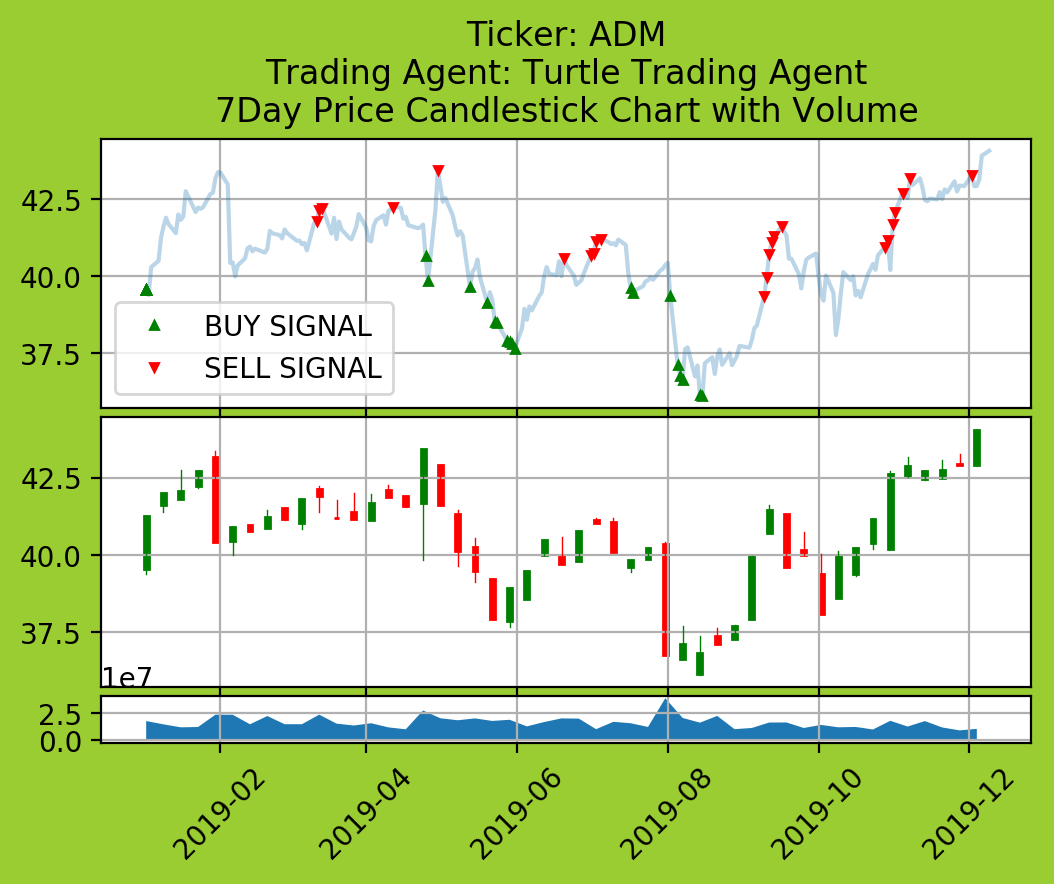 Ticker: ADM
Trading Agent: Turtle Trading Agent
7Day Price Candlestick Chart with Volume
42.5
40.0
37.5
BUY SIGNAL
SELL SIGNAL
42.5
40.0
37.5
1e7
2.5
0.0
2019-02
2019-04
2019-06
2019-08
2019-10
2019-12